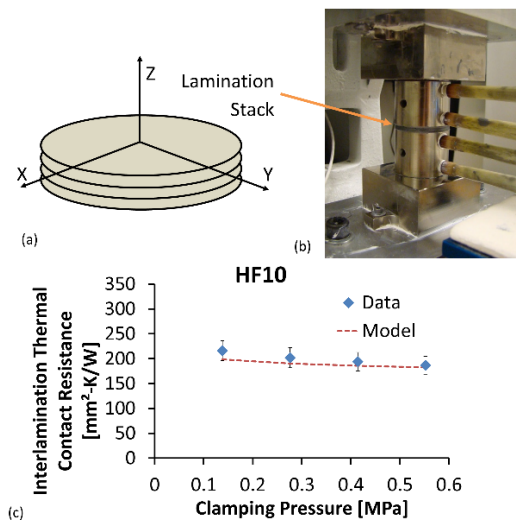 Z
X
Y
(a)
Lamination
Stack
(b)
HF10
Interlamination Thermal
Contact Resistance
[mm²-K/W]
350
300
250
200
150
100
50
0
Data
Model
0
0.1
0.2
0.3
0.4
0.5
0.6
Clamping Pressure [MPa]
(c)